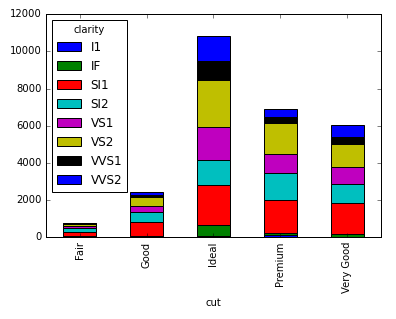 12000
10000
8000
6000
4000
2000
0
clarity
I1
IF
SI1
SI2
VS1
VS2
VVS1
VVS2
Fair
Good
Ideal
Premium
Very Good
cut